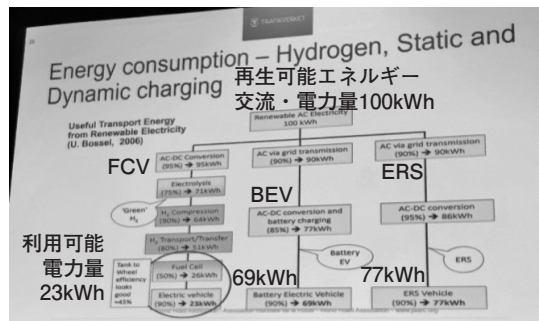 TRAFIKVERKET
Energy consumption – Hydrogen, Static and
Dynamic charging
再生可能エネルギー
交流・電力量100kWh
Useful Transport Energy
from Renewable Electricity
(U. Bossel, 2006)
Renewable AC Electricity
100 kWh
FCV
AC-DC Conversion
(95%) → 95kWh
AC via grid transmission
(90%) → 90kWh
AC via grid transmission
(90%) → 90kWh
BEV
ERS
Electrolysis
(75%) → 71kWh
'Green'
H₂
H₂ Compression
(90%) → 64kWh
AC-DC conversion and
battery charging
(85%) → 77kWh
AC-DC conversion
(95%) → 86kWh
H₂ Transport/Transfer
(80%) → 51kWh
利用可能
電力量
23kWh
Tank to
Wheel
efficiency
looks
good
≈45%
Fuel Cell
(50%) → 26kWh
Battery
EV
ERS
69kWh
77kWh
Electric vehicle
(90%) → 23kWh
Battery Electric Vehicle
(90%) → 69kWh
ERS Vehicle
(90%) → 77kWh